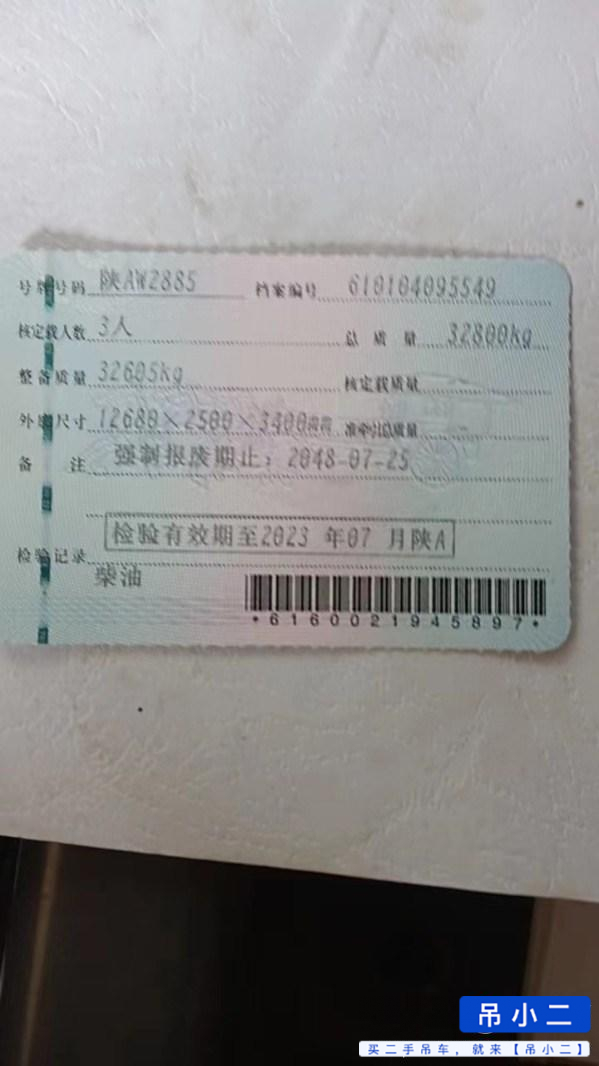 号牌号码 陕AW2885 档案编号 610104095549
核定载人数 3人 总质量 32800kg
整备质量 32605kg 核定载质量
外廓尺寸 12680×2500×3400 准牵引总质量
备注 强制报废期止：2048-07-25
检验有效期至2023 年07 月陕A
检验记录
柴油
*6160021945897*
吊小二
买二手吊车，就来【吊小二】